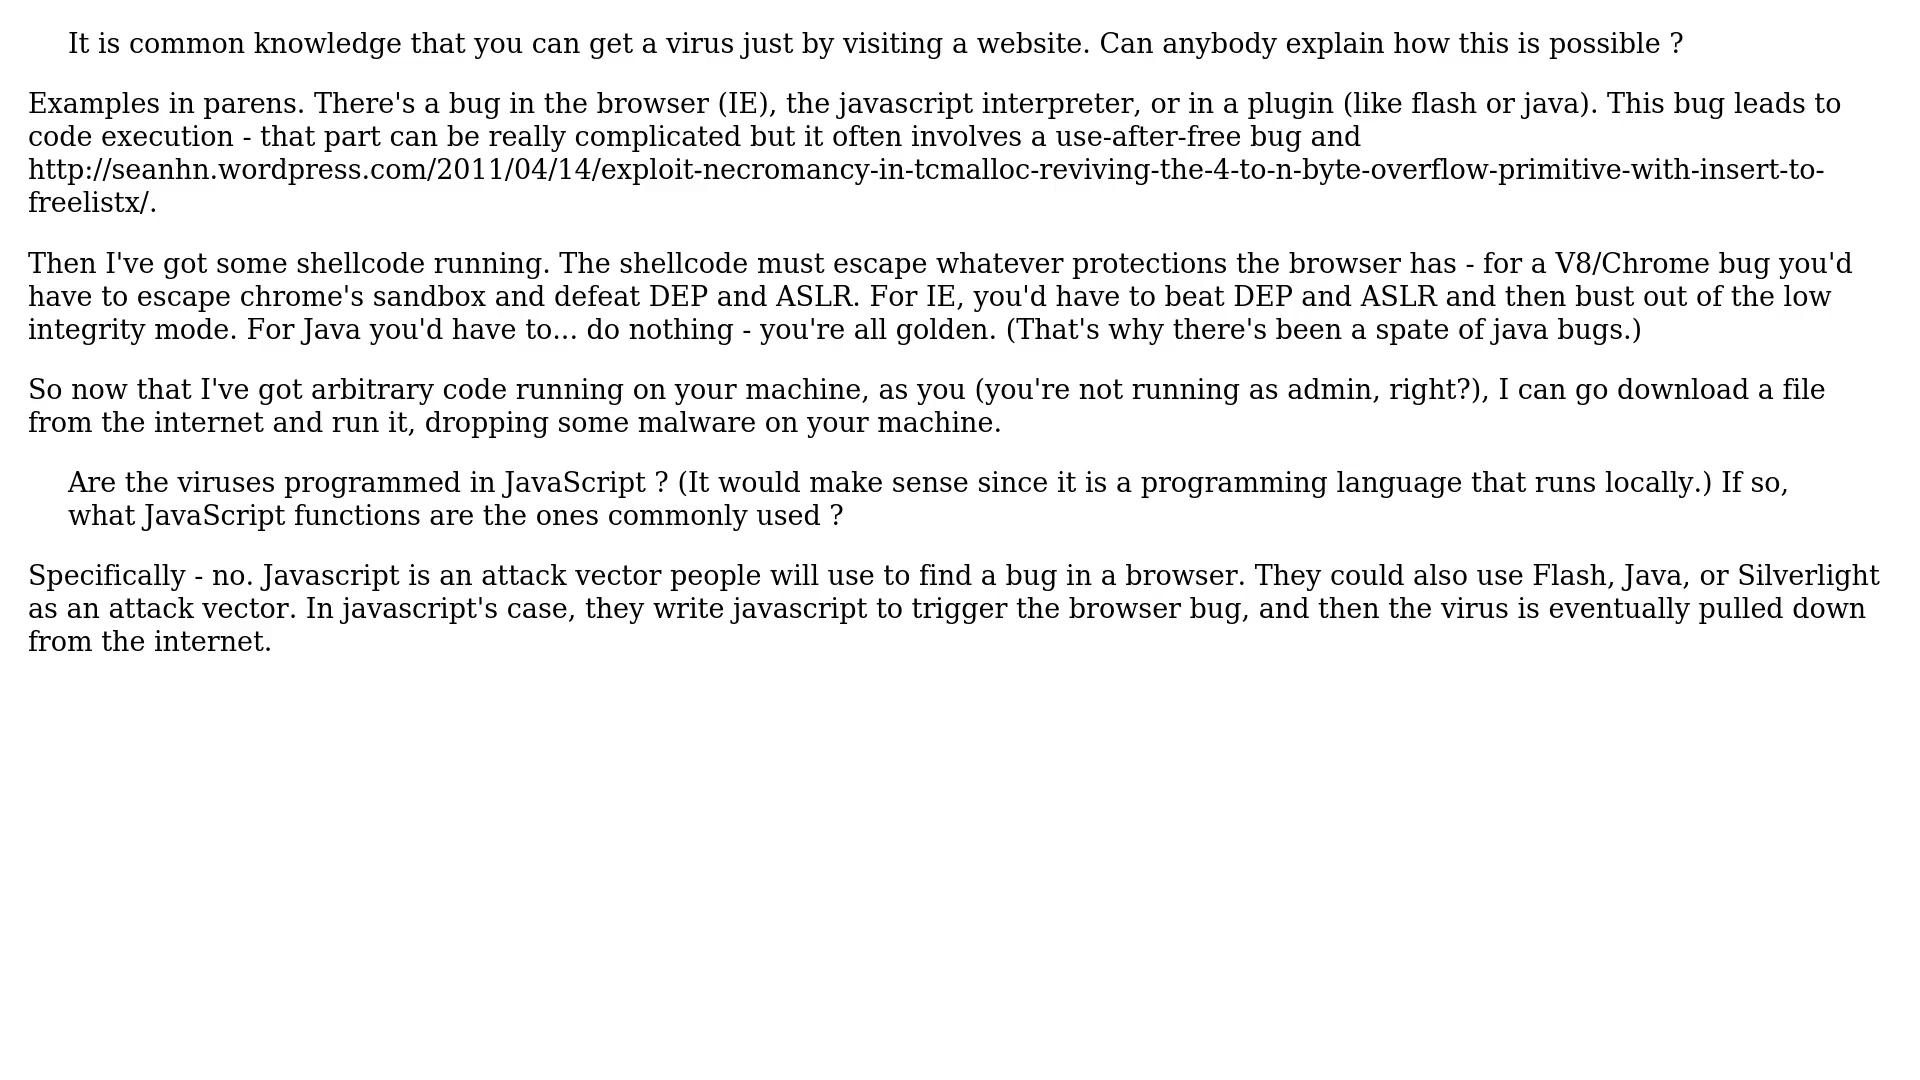 It is common knowledge that you can get a virus just by visiting a website. Can anybody explain how this is possible ?
Examples in parens. There's a bug in the browser (IE), the javascript interpreter, or in a plugin (like flash or java). This bug leads to
code execution - that part can be really complicated but it often involves a use-after-free bug and
http://seanhn.wordpress.com/2011/04/14/exploit-necromancy-in-tcmalloc-reviving-the-4-to-n-byte-overflow-primitive-with-insert-to-
freelistx/.
Then I've got some shellcode running. The shellcode must escape whatever protections the browser has - for a V8/Chrome bug you'd
have to escape chrome's sandbox and defeat DEP and ASLR. For IE, you'd have to beat DEP and ASLR and then bust out of the low
integrity mode. For Java you'd have to... do nothing - you're all golden. (That's why there's been a spate of java bugs.)
So now that I've got arbitrary code running on your machine, as you (you're not running as admin, right?), I can go download a file
from the internet and run it, dropping some malware on your machine.
Are the viruses programmed in JavaScript ? (It would make sense since it is a programming language that runs locally.) If so,
what JavaScript functions are the ones commonly used ?
Specifically - no. Javascript is an attack vector people will use to find a bug in a browser. They could also use Flash, Java, or Silverlight
as an attack vector. In javascript's case, they write javascript to trigger the browser bug, and then the virus is eventually pulled down
from the internet.